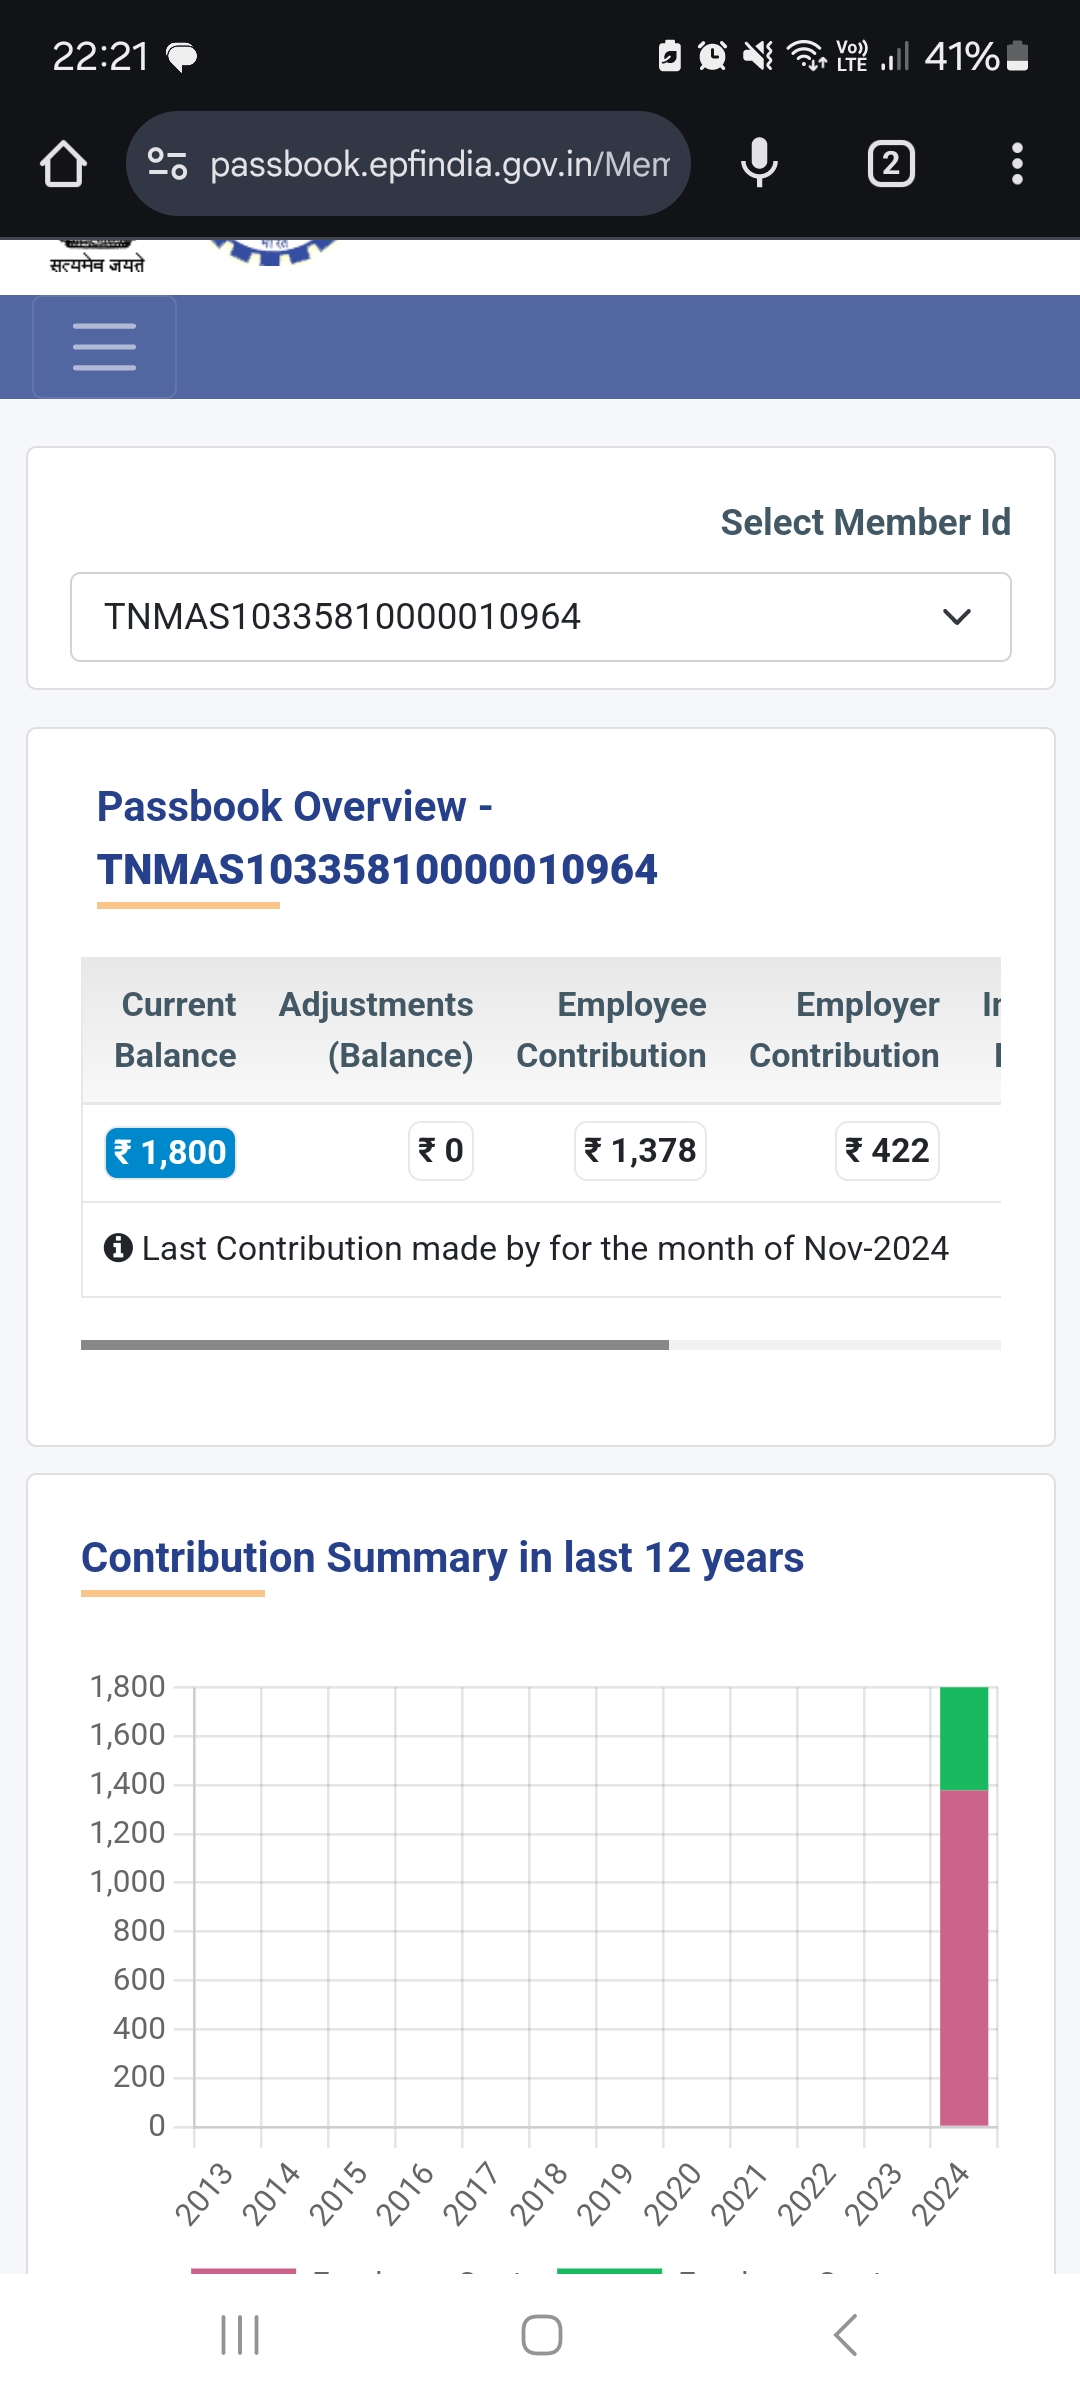 22:21
Vo))
LTE
41%
passbook.epfindia.gov.in/Mem
2
भारत
सत्यमेव जयते
Select Member Id
TNMAS10335810000010964
Passbook Overview -
TNMAS10335810000010964
Current Balance
Adjustments (Balance)
Employee Contribution
Employer Contribution
₹ 1,800
₹ 0
₹ 1,378
₹ 422
Last Contribution made by for the month of Nov-2024
Contribution Summary in last 12 years
1,800
1,600
1,400
1,200
1,000
800
600
400
200
0
2013
2014
2015
2016
2017
2018
2019
2020
2021
2022
2023
2024